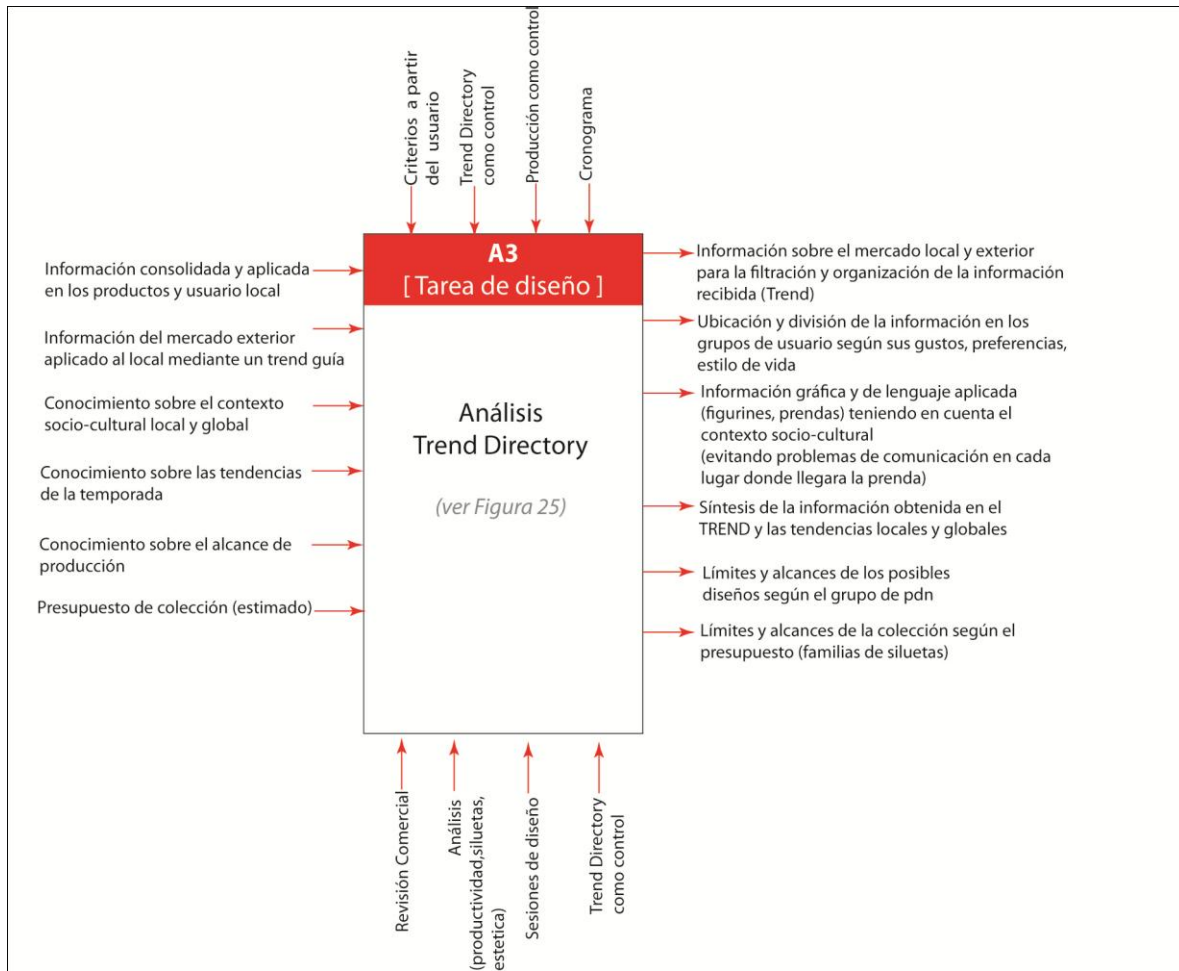 Criterios a partir
del usuario
Trend Directory
como control
Producción como control
Cronograma
A3
[ Tarea de diseño ]
Análisis
Trend Directory
(ver Figura 25)
Información consolidada y aplicada
en los productos y usuario local
Información del mercado exterior
aplicado al local mediante un trend guía
Conocimiento sobre el contexto
socio-cultural local y global
Conocimiento sobre las tendencias
de la temporada
Conocimiento sobre el alcance de
producción
Presupuesto de colección (estimado)
Información sobre el mercado local y exterior
para la filtración y organización de la información
recibida (Trend)
Ubicación y división de la información en los
grupos de usuario según sus gustos, preferencias,
estilo de vida
Información gráfica y de lenguaje aplicada
(figurines, prendas) teniendo en cuenta el
contexto socio-cultural
(evitando problemas de comunicación en cada
lugar donde llegara la prenda)
Síntesis de la información obtenida en el
TREND y las tendencias locales y globales
Límites y alcances de los posibles
diseños según el grupo de pdn
Límites y alcances de la colección según el
presupuesto (familias de siluetas)
Revisión Comercial
Análisis
(productividad,siluetas,
estetica)
Sesiones de diseño
Trend Directory
como control